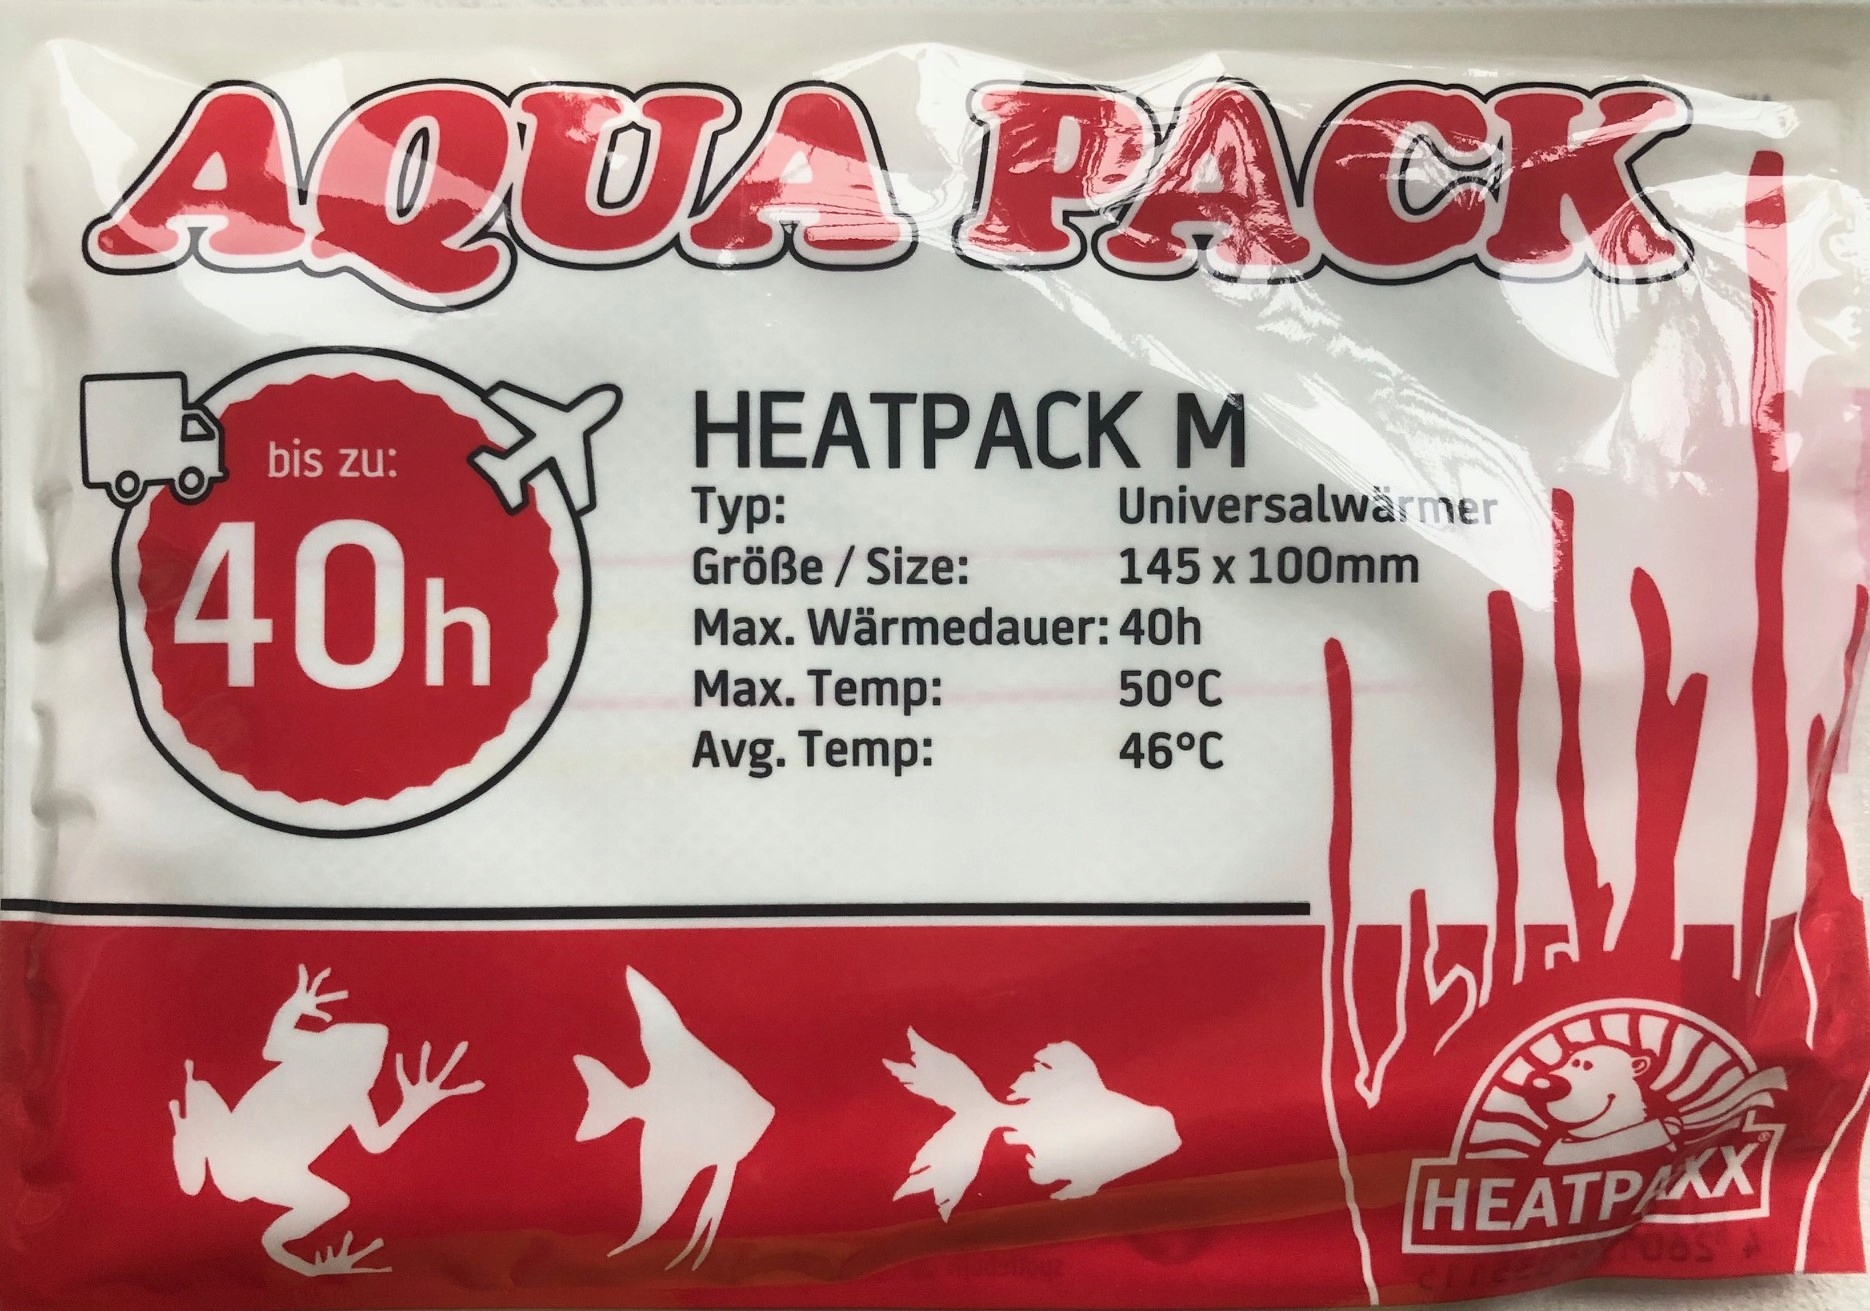 AQUA PACK
bis zu:
40h
HEATPACK M
Typ: Universalwärmer
Größe / Size: 145 x 100mm
Max. Wärmedauer: 40h
Max. Temp: 50°C
Avg. Temp: 46°C
HEATPAXX®